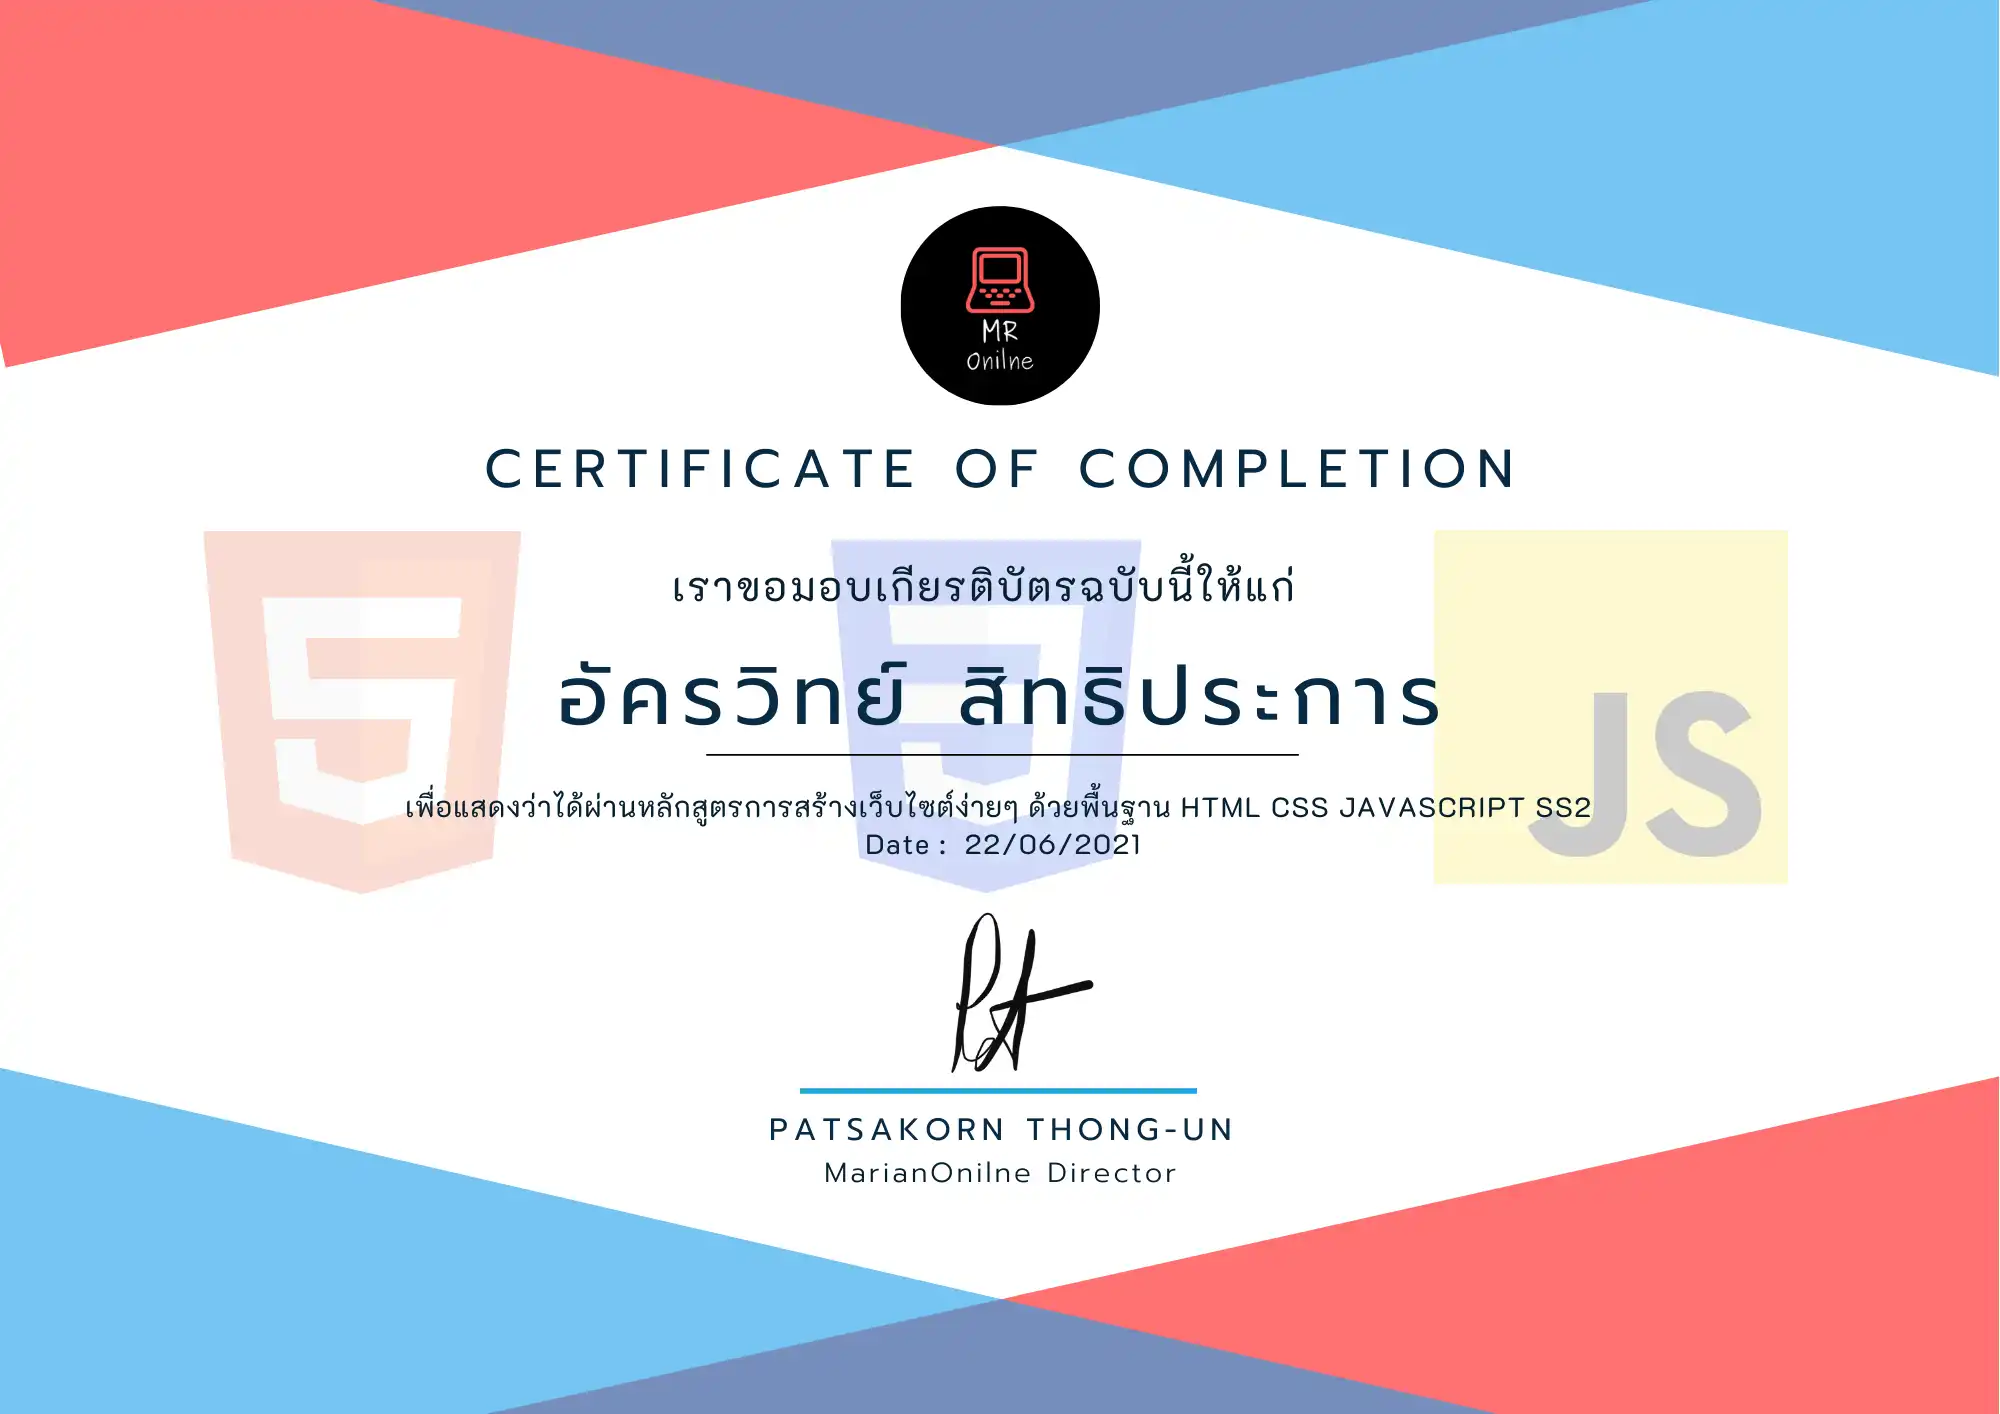 MR
Onilne
CERTIFICATE OF COMPLETION
เราขอมอบเกียรติบัตรฉบับนี้ให้แก่
อัครวิทย์ สิทธิประการ
JS
เพื่อแสดงว่าได้ผ่านหลักสูตรการสร้างเว็บไซต์ง่ายๆ ด้วยพื้นฐาน HTML CSS JAVASCRIPT SS2
Date : 22/06/2021
PATSAKORN THONG-UN
MarianOnilne Director